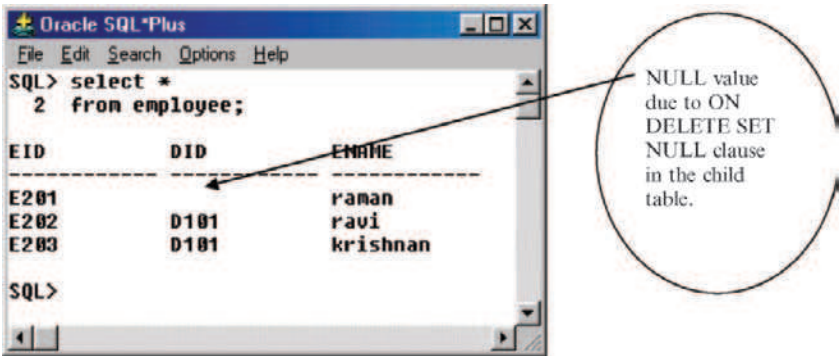 Oracle SQL*Plus
File Edit Search Options Help
SQL> select *
2 from employee;
EID DID ENAME
--------------- --------------- ---------------
E201 raman
E202 D101 ravi
E203 D101 krishnan
SQL>
NULL value
due to ON
DELETE SET
NULL clause
in the child
table.